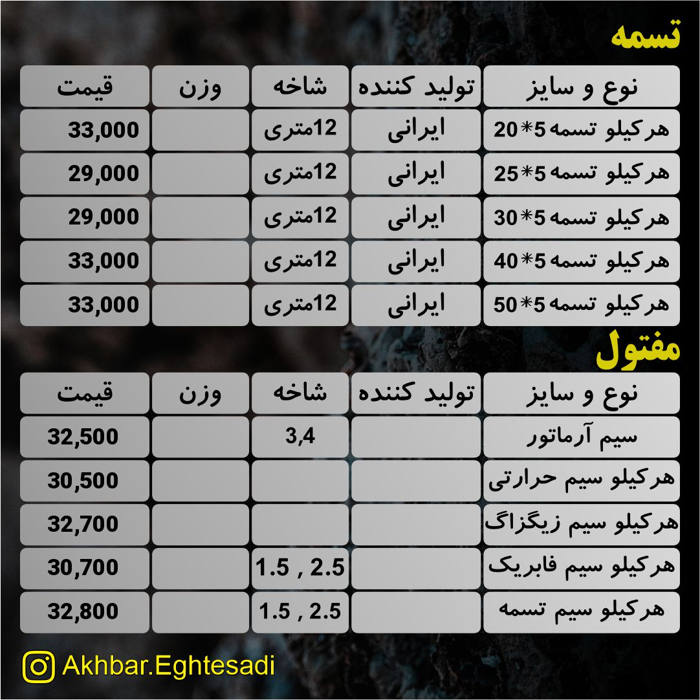 تسمه
نوع و سایز تولید کننده شاخه وزن قیمت
هرکیلو تسمه 5*20 ایرانی 12متری 33,000
هرکیلو تسمه 5*25 ایرانی 12متری 29,000
هرکیلو تسمه 5*30 ایرانی 12متری 29,000
هرکیلو تسمه 5*40 ایرانی 12متری 33,000
هرکیلو تسمه 5*50 ایرانی 12متری 33,000
مفتول
نوع و سایز تولید کننده شاخه وزن قیمت
سیم آرماتور 3,4 32,500
هرکیلو سیم حرارتی 30,500
هرکیلو سیم زیگزاگ 32,700
هرکیلو سیم فابریک 1.5 , 2.5 30,700
هرکیلو سیم تسمه 1.5 , 2.5 32,800
Akhbar.Eghtesadi